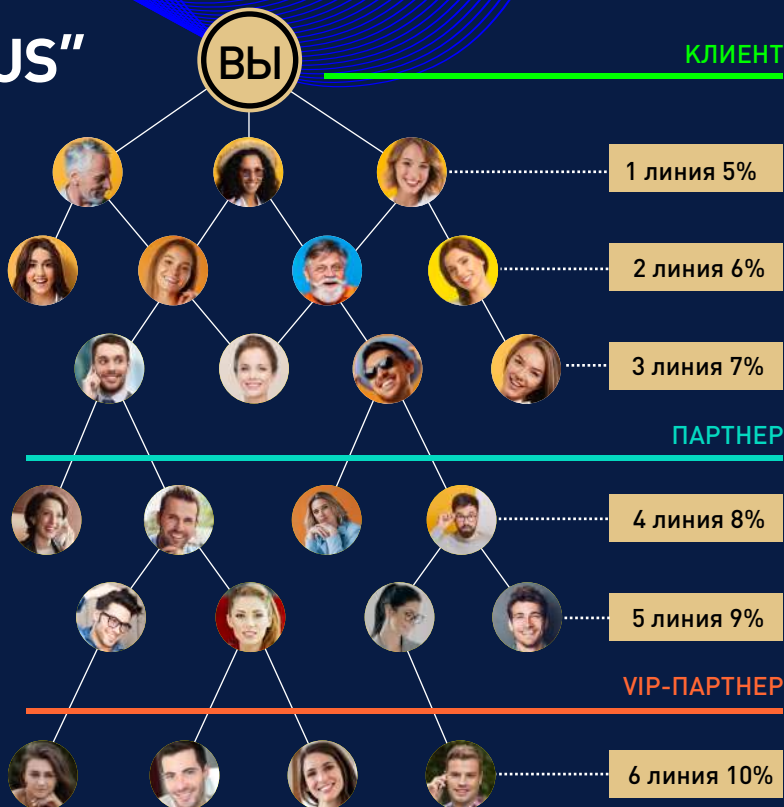 US”
ВЫ
КЛИЕНТ
1 линия 5%
2 линия 6%
3 линия 7%
ПАРТНЕР
4 линия 8%
5 линия 9%
VIP-ПАРТНЕР
6 линия 10%